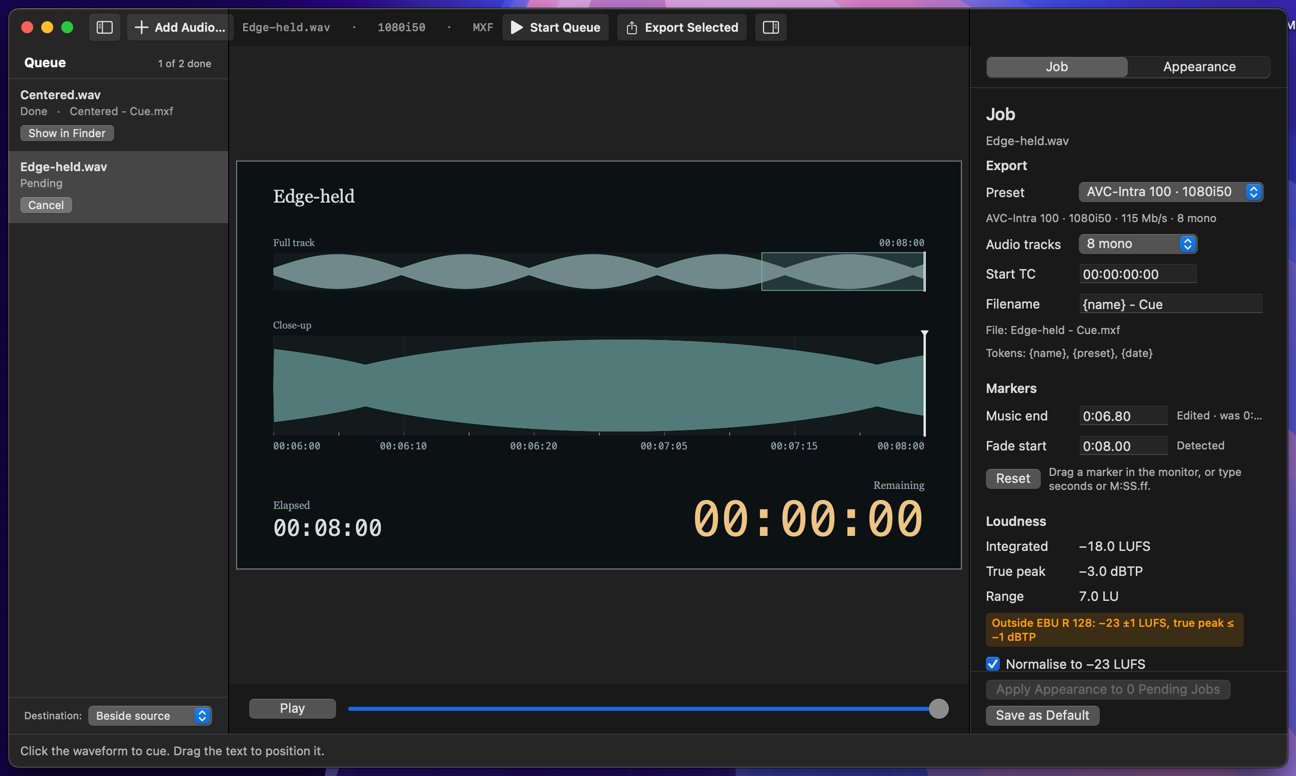 Add Audio...
Edge-held.wav · 1080i50 · MXF
Start Queue
Export Selected
Queue
1 of 2 done
Centered.wav
Done · Centered - Cue.mxf
Show in Finder
Edge-held.wav
Pending
Cancel
Destination:
Beside source
Edge-held
Full track
00:08:00
Close-up
00:06:00
00:06:10
00:06:20
00:07:05
00:07:15
00:08:00
Elapsed
00:08:00
Remaining
00:00:00
Play
Job
Appearance
Job
Edge-held.wav
Export
Preset
AVC-Intra 100 · 1080i50
AVC-Intra 100 · 1080i50 · 115 Mb/s · 8 mono
Audio tracks
8 mono
Start TC
00:00:00:00
Filename
{name} - Cue
File: Edge-held - Cue.mxf
Tokens: {name}, {preset}, {date}
Markers
Music end
0:06.80
Edited · was 0:...
Fade start
0:08.00
Detected
Reset
Drag a marker in the monitor, or type
seconds or M:SS.ff.
Loudness
Integrated
−18.0 LUFS
True peak
−3.0 dBTP
Range
7.0 LU
Outside EBU R 128: −23 ±1 LUFS, true peak ≤
−1 dBTP
Normalise to −23 LUFS
Apply Appearance to 0 Pending Jobs
Save as Default
Click the waveform to cue. Drag the text to position it.